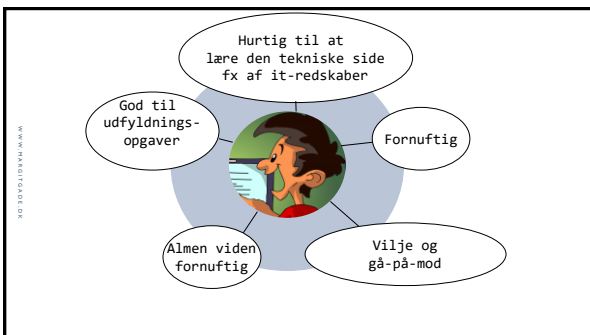 Hurtig til at
lære den tekniske side
fx af it-redskaber
God til
udfyldnings-
opgaver
Fornuftig
Almen viden
fornuftig
Vilje og
gå-på-mod
WWW.MARGITGADE.DK